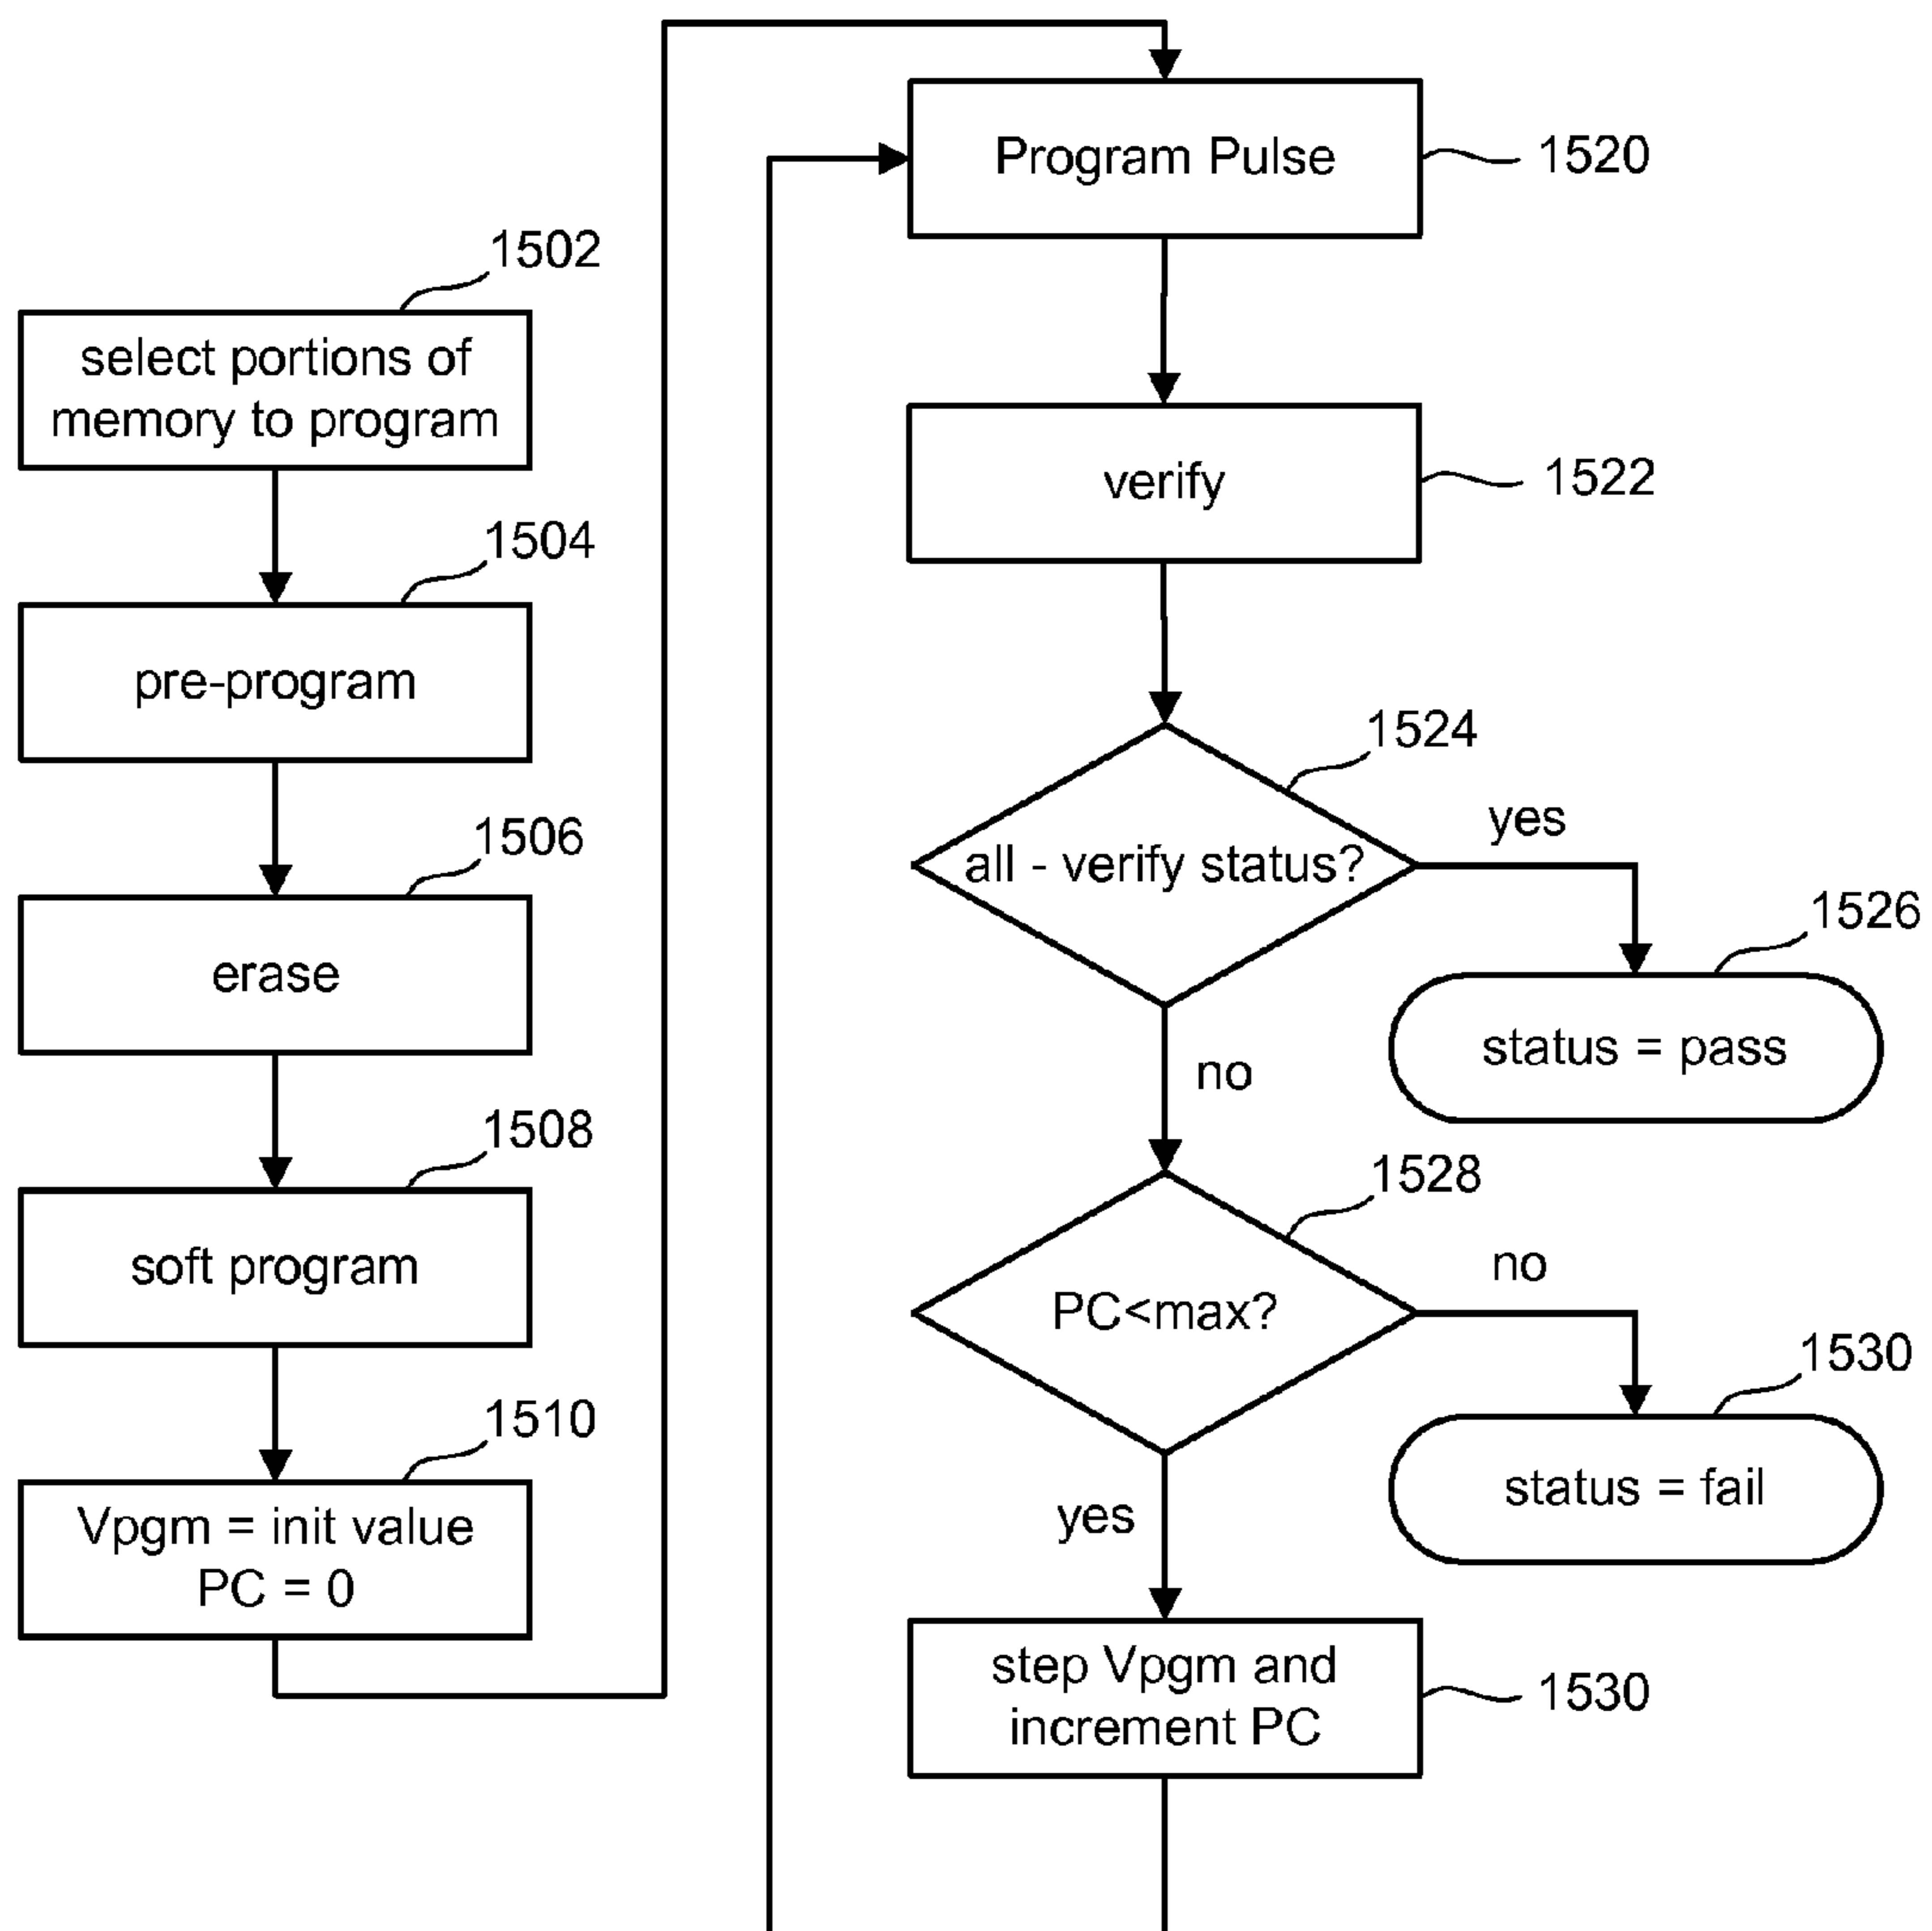 1502
select portions of
memory to program
1504
pre-program
1506
erase
1508
soft program
1510
Vpgm = init value
PC = 0
Program Pulse
1520
verify
1522
1524
all - verify status?
yes
1526
status = pass
no
1528
PC<max?
no
1530
status = fail
yes
step Vpgm and
increment PC
1530